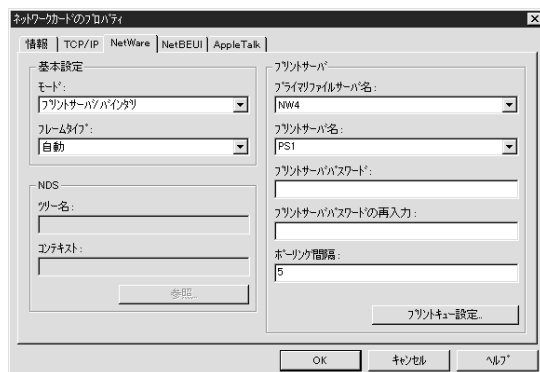 ﾈｯﾄﾜｰｸｶｰﾄﾞのﾌﾟﾛﾊﾟﾃｨ
情報 TCP/IP NetWare NetBEUI AppleTalk
基本設定
ﾓｰﾄﾞ:
ﾌﾟﾘﾝﾄｻｰﾊﾞ/ﾊﾞｲﾝﾀﾞﾘ
ﾌﾚｰﾑﾀｲﾌﾟ:
自動
NDS
ﾂﾘｰ名:
ｺﾝﾃｷｽﾄ:
参照...
ﾌﾟﾘﾝﾄｻｰﾊﾞ
ﾌﾟﾗｲﾏﾘﾌｧｲﾙｻｰﾊﾞ名:
NW4
ﾌﾟﾘﾝﾄｻｰﾊﾞ名:
PS1
ﾌﾟﾘﾝﾄｻｰﾊﾞﾊﾟｽﾜｰﾄﾞ:
ﾌﾟﾘﾝﾄｻｰﾊﾞﾊﾟｽﾜｰﾄﾞの再入力:
ﾎﾟｰﾘﾝｸﾞ間隔:
5
ﾌﾟﾘﾝﾄｷｭｰ設定...
OK ｷｬﾝｾﾙ ﾍﾙﾌﾟ